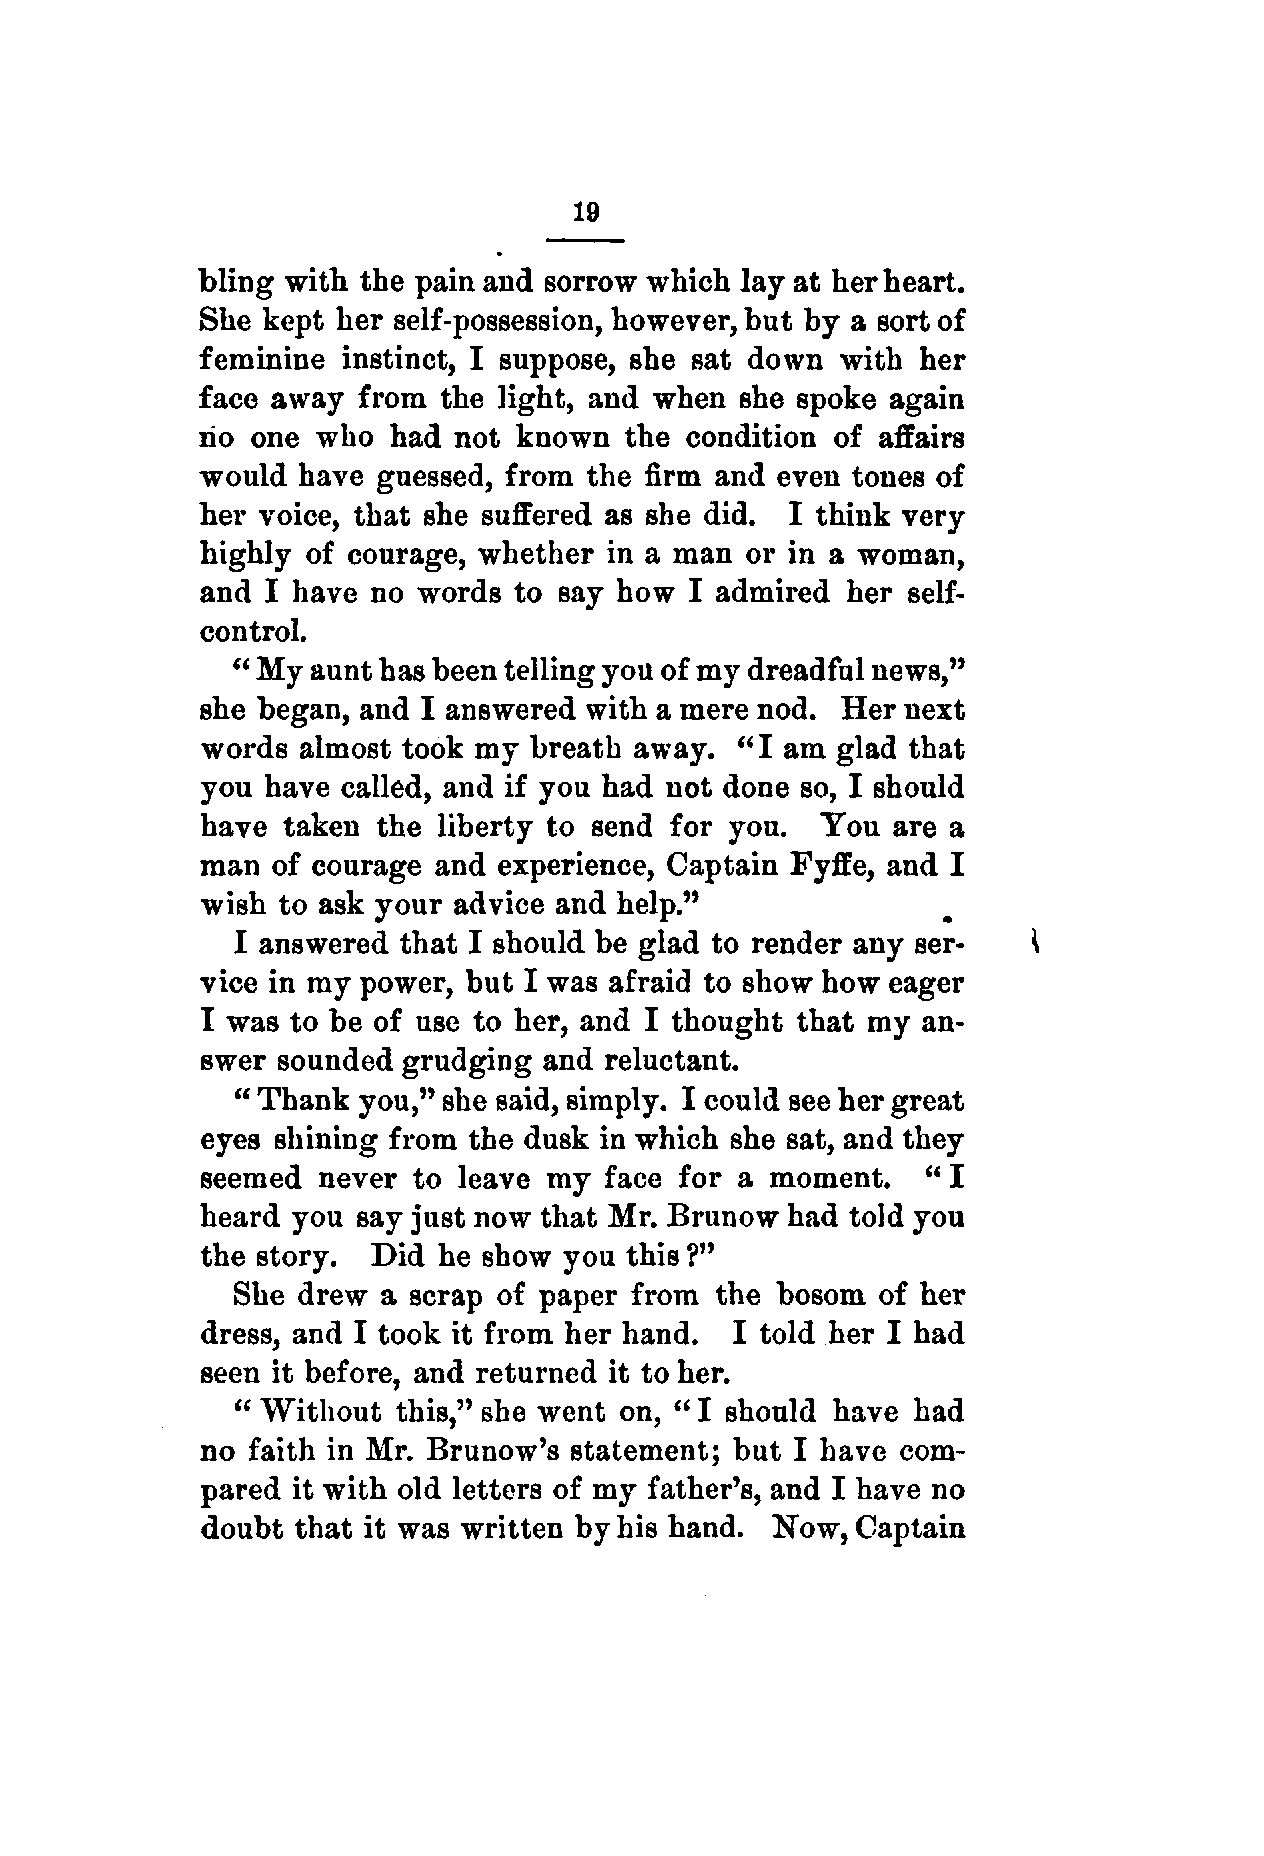 19
bling with the pain and sorrow which lay at her heart.
She kept her self-possession, however, but by a sort of
feminine instinct, I suppose, she sat down with her
face away from the light, and when she spoke again
no one who had not known the condition of affairs
would have guessed, from the firm and even tones of
her voice, that she suffered as she did. I think very
highly of courage, whether in a man or in a woman,
and I have no words to say how I admired her self-
control.
“My aunt has been telling you of my dreadful news,”
she began, and I answered with a mere nod. Her next
words almost took my breath away. “I am glad that
you have called, and if you had not done so, I should
have taken the liberty to send for you. You are a
man of courage and experience, Captain Fyffe, and I
wish to ask your advice and help.”
I answered that I should be glad to render any ser-
vice in my power, but I was afraid to show how eager
I was to be of use to her, and I thought that my an-
swer sounded grudging and reluctant.
“Thank you,” she said, simply. I could see her great
eyes shining from the dusk in which she sat, and they
seemed never to leave my face for a moment. “I
heard you say just now that Mr. Brunow had told you
the story. Did he show you this?”
She drew a scrap of paper from the bosom of her
dress, and I took it from her hand. I told her I had
seen it before, and returned it to her.
“Without this,” she went on, “I should have had
no faith in Mr. Brunow’s statement; but I have com-
pared it with old letters of my father’s, and I have no
doubt that it was written by his hand. Now, Captain